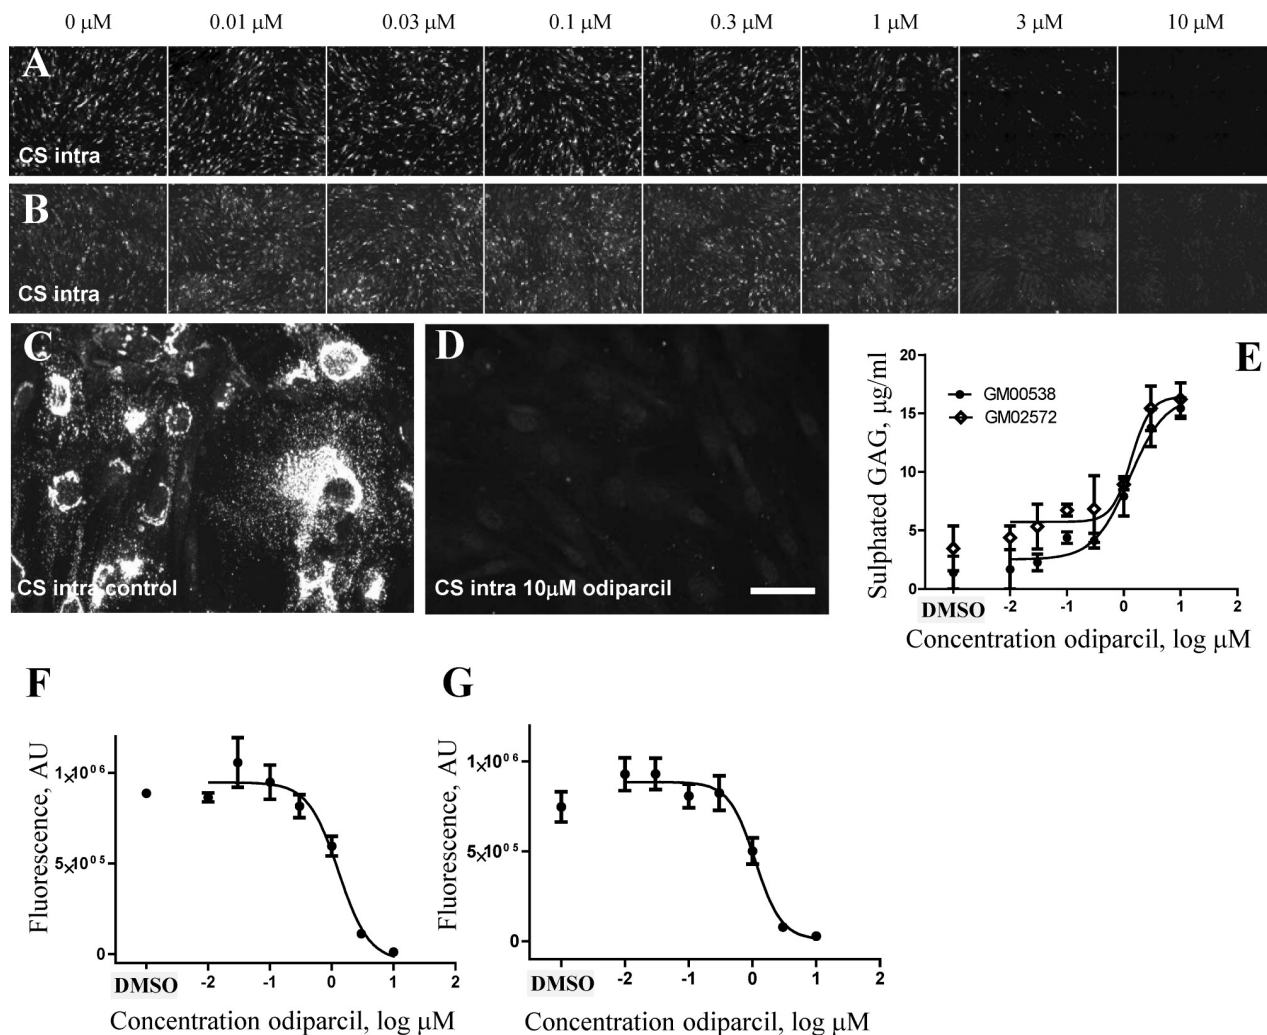 0 μM 0.01 μM 0.03 μM 0.1 μM 0.3 μM 1 μM 3 μM 10 μM
A
CS intra
B
CS intra
C
CS intra control
D
CS intra 10μM odiparcil
E
Sulphated GAG, μg/ml
20
15
10
5
0
GM00538
GM02572
DMSO -2 -1 0 1 2
Concentration odiparcil, log μM
F
Fluorescence, AU
1×10⁰⁶
5×10⁰⁵
0
DMSO -2 -1 0 1 2
Concentration odiparcil, log μM
G
Fluorescence, AU
1×10⁰⁶
5×10⁰⁵
0
DMSO -2 -1 0 1 2
Concentration odiparcil, log μM